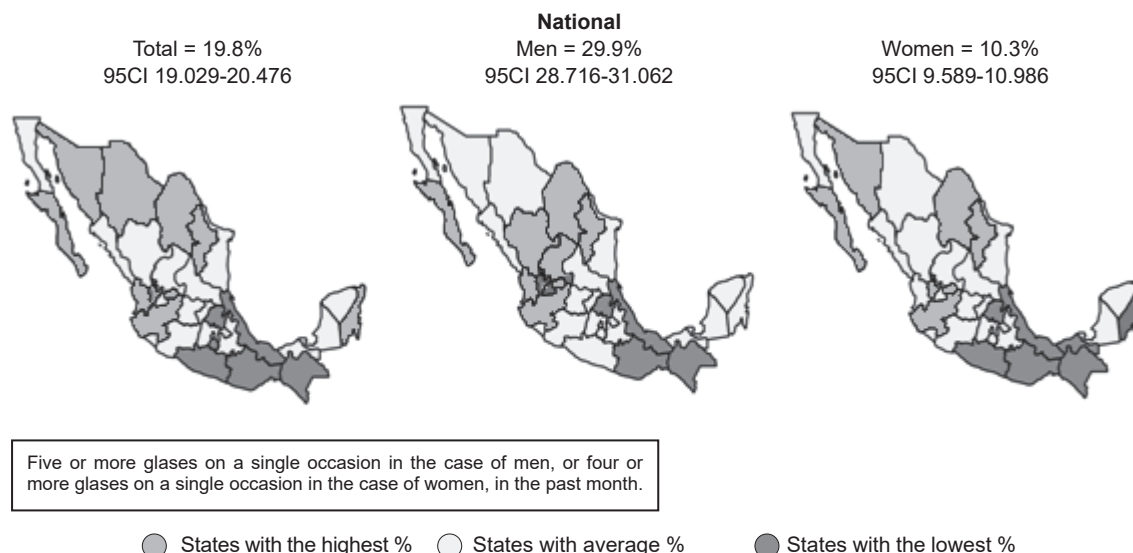 National
Total = 19.8%
95CI 19.029-20.476
Men = 29.9%
95CI 28.716-31.062
Women = 10.3%
95CI 9.589-10.986
Five or more glases on a single occasion in the case of men, or four or
more glases on a single occasion in the case of women, in the past month.
States with the highest % States with average % States with the lowest %